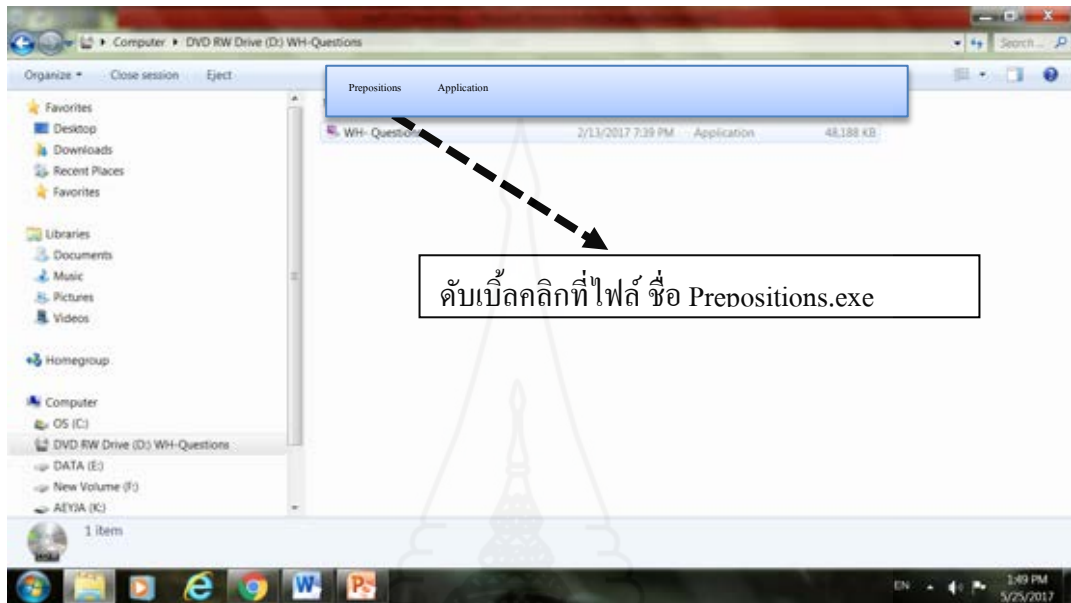 Computer ▸ DVD RW Drive (D:) WH-Questions
Search...
Organize
Close session
Eject
Prepositions Application
WH- Questions 2/13/2017 7:39 PM Application 48,188 KB
Favorites
Desktop
Downloads
Recent Places
Favorites
Libraries
Documents
Music
Pictures
Videos
Homegroup
Computer
OS (C:)
DVD RW Drive (D:) WH-Questions
DATA (E:)
New Volume (F:)
AEYJA (K:)
ดับเบิ้ลคลิกที่ไฟล์ ชื่อ Prepositions.exe
1 item
EN
1:49 PM
5/25/2017